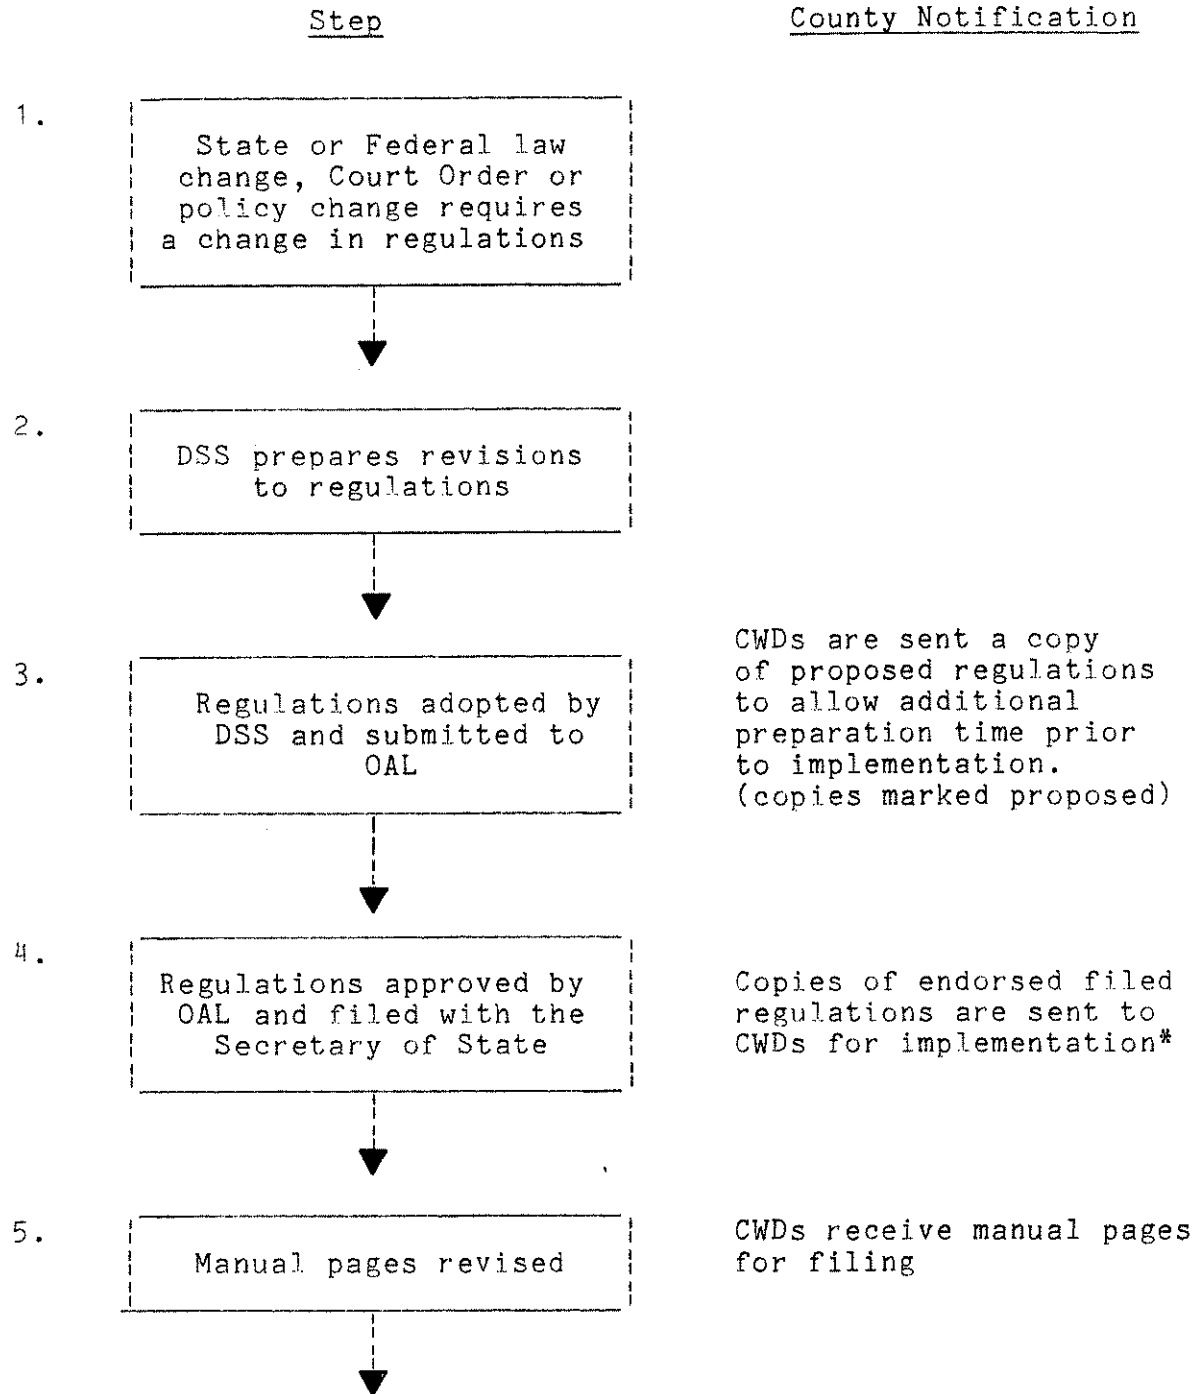 Step
County Notification
1.
State or Federal law
change, Court Order or
policy change requires
a change in regulations
2.
DSS prepares revisions
to regulations
3.
Regulations adopted by
DSS and submitted to
OAL
CWDs are sent a copy
of proposed regulations
to allow additional
preparation time prior
to implementation.
(copies marked proposed)
4.
Regulations approved by
OAL and filed with the
Secretary of State
Copies of endorsed filed
regulations are sent to
CWDs for implementation*
5.
Manual pages revised
CWDs receive manual pages
for filing